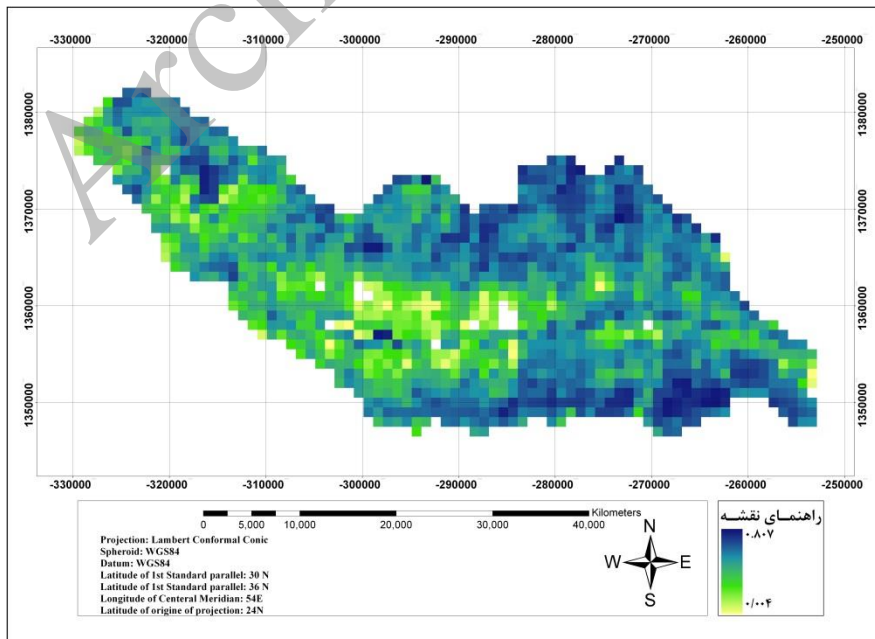 Archi
-330000 -320000 -310000 -300000 -290000 -280000 -270000 -260000 -250000
1380000 1380000
1370000 1370000
1360000 1360000
1350000 1350000
-330000 -320000 -310000 -300000 -290000 -280000 -270000 -260000 -250000
Kilometers
0 5,000 10,000 20,000 30,000 40,000
Projection: Lambert Conformal Conic
Spheroid: WGS84
Datum: WGS84
Latitude of 1st Standard parallel: 30 N
Latitude of 1st Standard parallel: 36 N
Longitude of Centeral Meridian: 54E
Latitude of origine of projection: 24N
N
W E
S
راهنمـای نقشـــه
۰.۸۰۷
۰/۰۰۴